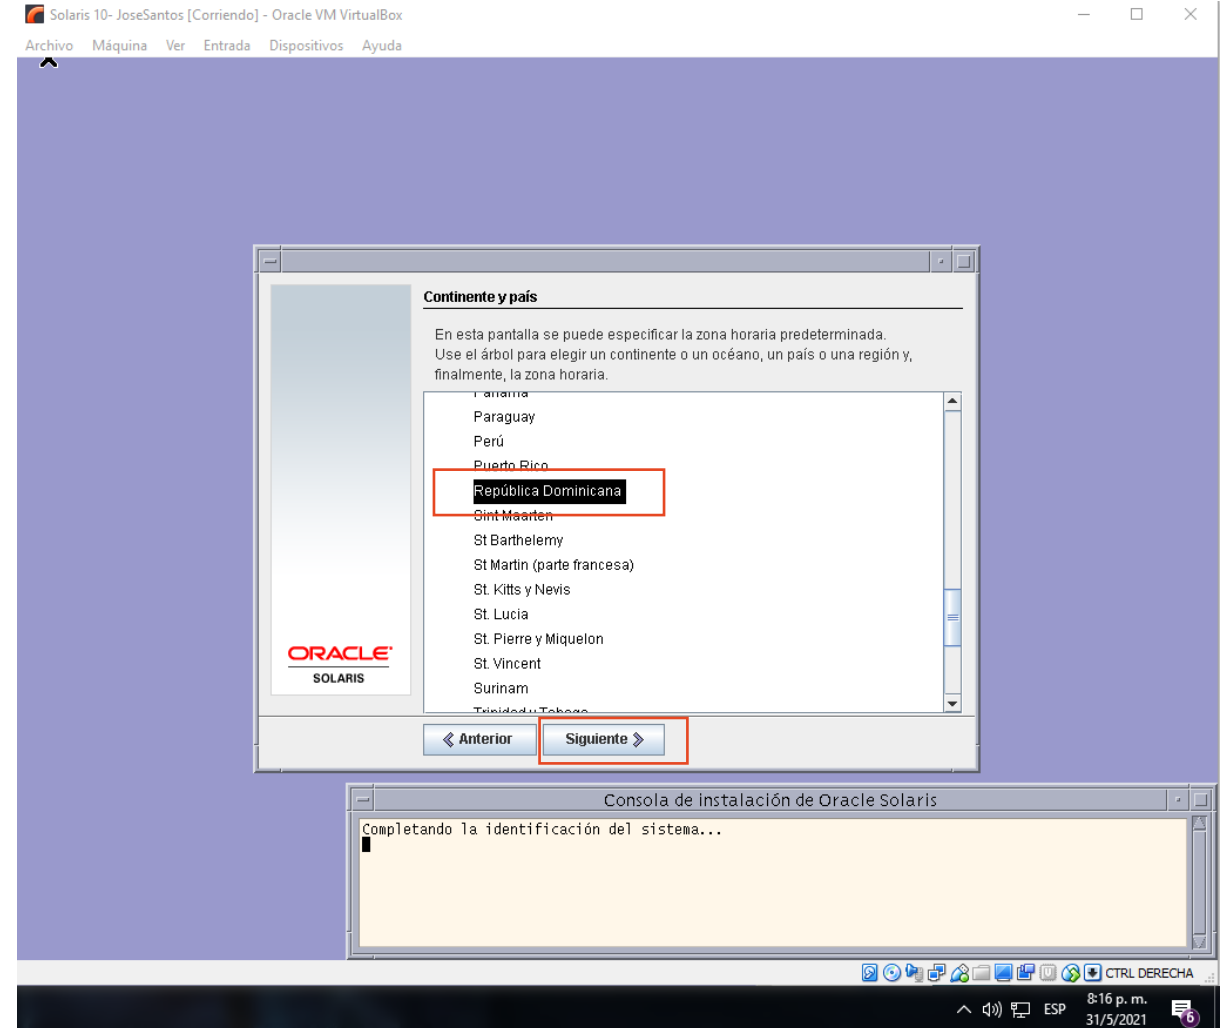 Solaris 10- JoseSantos [Corriendo] - Oracle VM VirtualBox
Archivo Máquina Ver Entrada Dispositivos Ayuda
Continente y país
En esta pantalla se puede especificar la zona horaria predeterminada.
Use el árbol para elegir un continente o un océano, un país o una región y,
finalmente, la zona horaria.
Panamá
Paraguay
Perú
Puerto Rico
República Dominicana
Sint Maarten
St Barthelemy
St Martin (parte francesa)
St. Kitts y Nevis
St. Lucia
St. Pierre y Miquelon
St. Vincent
Surinam
Trinidad y Tobago
ORACLE
SOLARIS
Anterior Siguiente
Consola de instalación de Oracle Solaris
Completando la identificación del sistema...
CTRL DERECHA
ESP
8:16 p. m.
31/5/2021
6